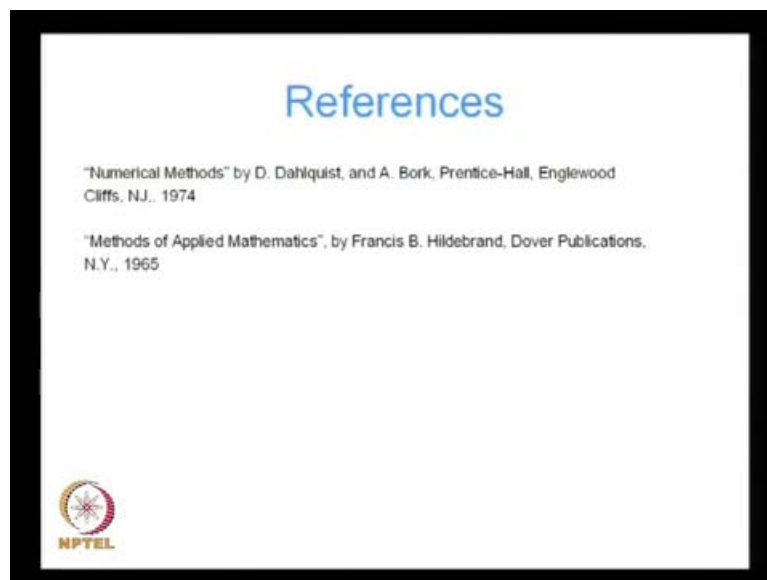 References
"Numerical Methods" by D. Dahlquist, and A. Bork, Prentice-Hall, Englewood
Cliffs, NJ,. 1974
"Methods of Applied Mathematics", by Francis B. Hildebrand, Dover Publications,
N.Y., 1965
NPTEL